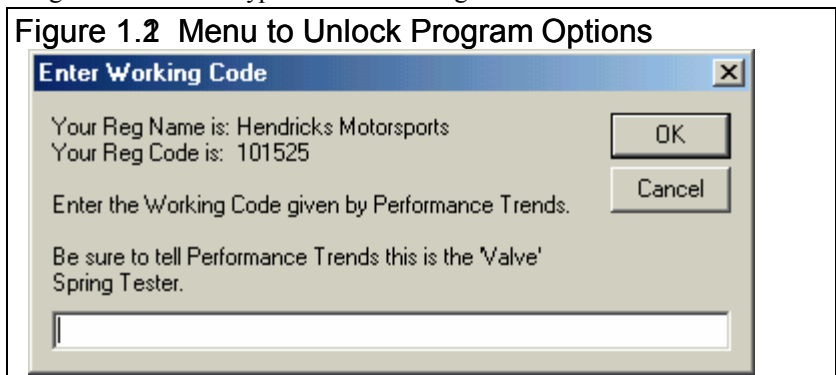 Figure 1.2 Menu to Unlock Program Options
Enter Working Code
Your Reg Name is: Hendricks Motorsports
Your Reg Code is: 101525
OK
Cancel
Enter the Working Code given by Performance Trends.
Be sure to tell Performance Trends this is the 'Valve'
Spring Tester.